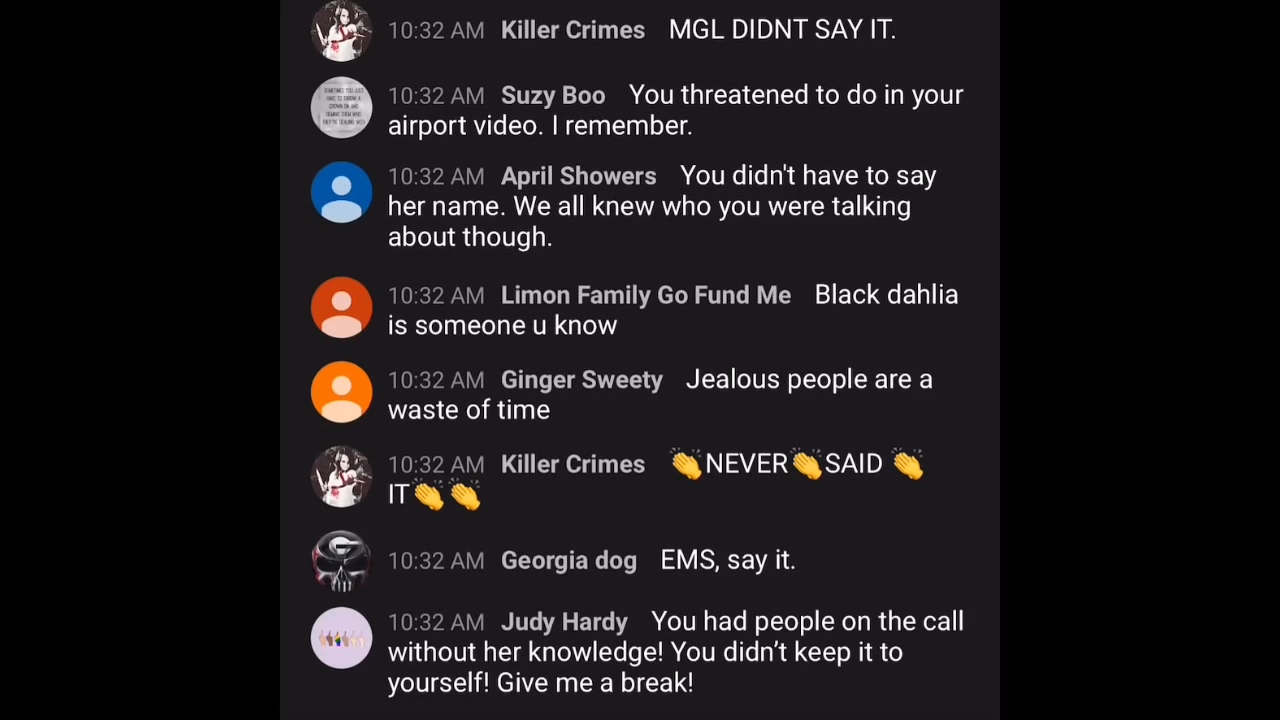 10:32 AM Killer Crimes MGL DIDNT SAY IT.
10:32 AM Suzy Boo You threatened to do in your
airport video. I remember.
10:32 AM April Showers You didn't have to say
her name. We all knew who you were talking
about though.
10:32 AM Limon Family Go Fund Me Black dahlia
is someone u know
10:32 AM Ginger Sweety Jealous people are a
waste of time
10:32 AM Killer Crimes 👏NEVER👏SAID 👏
IT👏👏
10:32 AM Georgia dog EMS, say it.
10:32 AM Judy Hardy You had people on the call
without her knowledge! You didn’t keep it to
yourself! Give me a break!